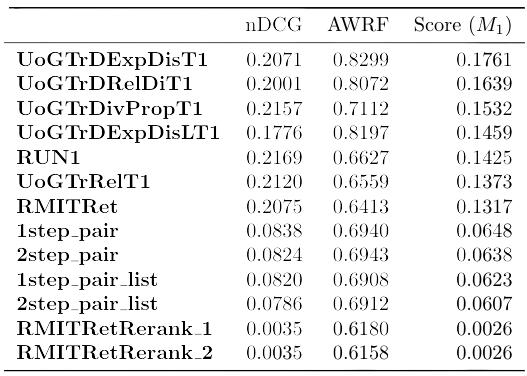 nDCG AWRF Score (M1)
UoGTrDExpDisT1 0.2071 0.8299 0.1761
UoGTrDRelDiT1 0.2001 0.8072 0.1639
UoGTrDivPropT1 0.2157 0.7112 0.1532
UoGTrDExpDisLT1 0.1776 0.8197 0.1459
RUN1 0.2169 0.6627 0.1425
UoGTrRelT1 0.2120 0.6559 0.1373
RMITRet 0.2075 0.6413 0.1317
1step_pair 0.0838 0.6940 0.0648
2step_pair 0.0824 0.6943 0.0638
1step_pair_list 0.0820 0.6908 0.0623
2step_pair_list 0.0786 0.6912 0.0607
RMITRetRerank_1 0.0035 0.6180 0.0026
RMITRetRerank_2 0.0035 0.6158 0.0026